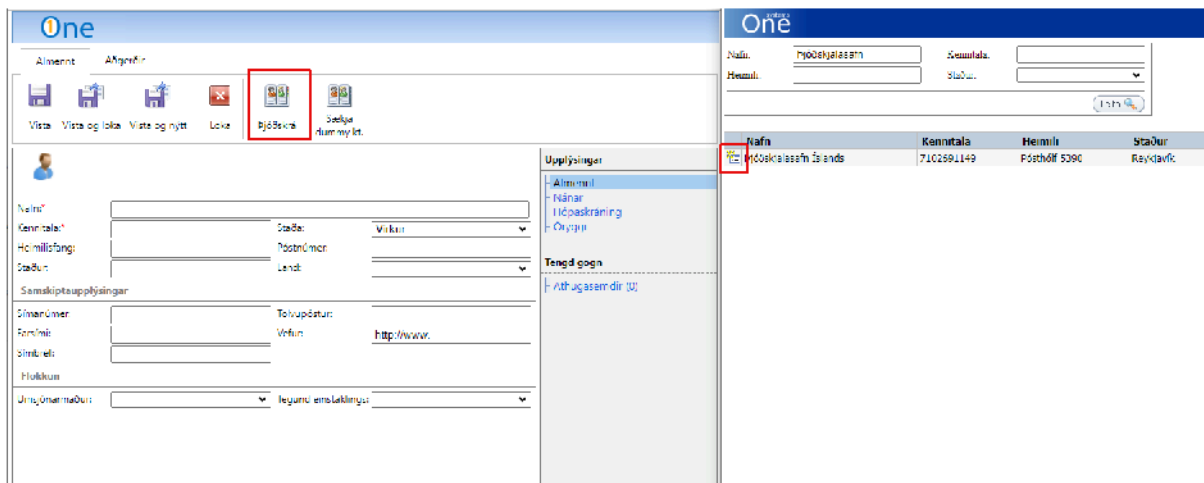 One
Almennt Aðgerðir
Vista Vista og loka Vista og nýtt Loka Þjóðskrá Sækja dummy kt.
Nafn:*
Kennitala:* Staða: Virkur
Heimilisfang: Póstnúmer:
Staður: Land:
Samskiptaupplýsingar
Símanúmer Tölvupóstur:
Farsími: Vefur: http://www.
Símbréf:
Flokkun
Umsjónarmaður: Tegund einstaklings:
Upplýsingar
Almennt
Nánar
Hópaskráning
Öryggi
Tengd gögn
Athugasemdir (0)
One systems
Nafn: Þjóðskjalasafn Kennitala:
Heimili: Staður:
Leita
Nafn Kennitala Heimili Staður
Þjóðskjalasafn Íslands 7102691149 Pósthólf 5390 Reykjavík